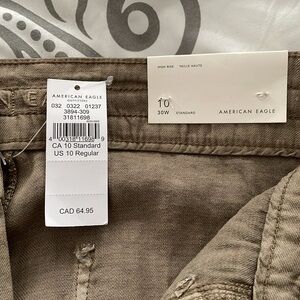 AMERICAN EAGLE
OUTFITTERS
032 0322 01237
3894-309
31811698
CA 10 Standard
US 10 Regular
CAD 64.95
HIGH RISE TAILLE HAUTE
10
30W STANDARD
AMERICAN EAGLE